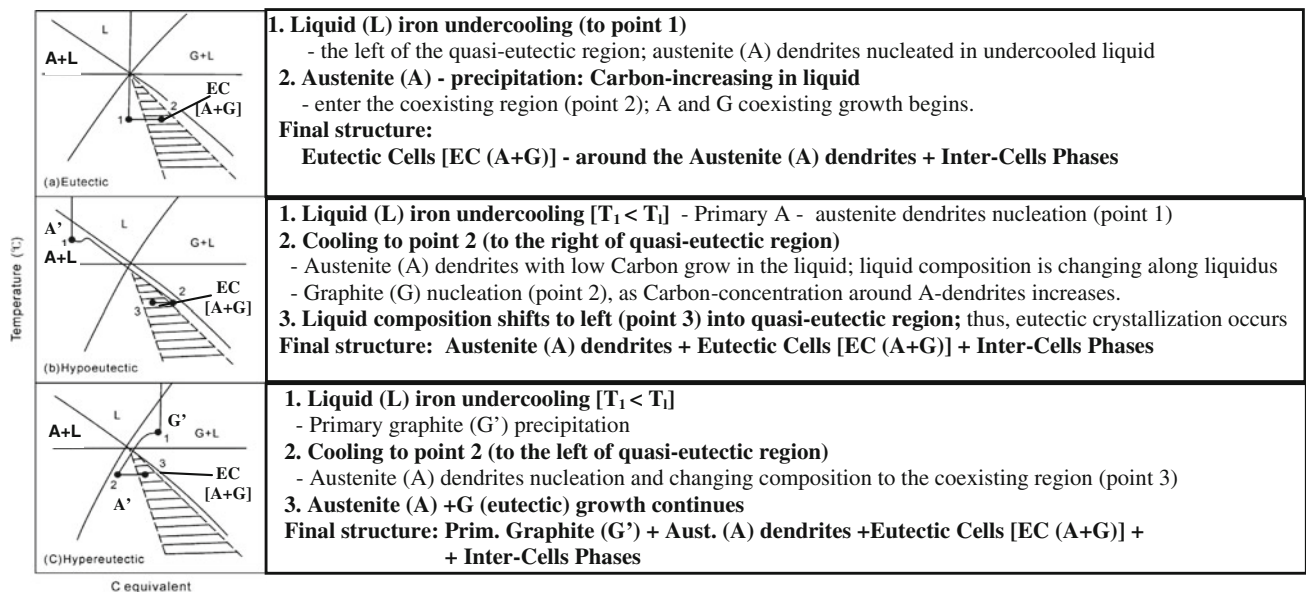 Temperature (℃)
L
A+L
G+L
EC
[A+G]
1
2
(a)Eutectic
1. Liquid (L) iron undercooling (to point 1)
- the left of the quasi-eutectic region; austenite (A) dendrites nucleated in undercooled liquid
2. Austenite (A) - precipitation: Carbon-increasing in liquid
- enter the coexisting region (point 2); A and G coexisting growth begins.
Final structure:
Eutectic Cells [EC (A+G)] - around the Austenite (A) dendrites + Inter-Cells Phases
A'
1
L
A+L
G+L
2
3
EC
[A+G]
(b)Hypoeutectic
1. Liquid (L) iron undercooling [T1 < Tl] - Primary A - austenite dendrites nucleation (point 1)
2. Cooling to point 2 (to the right of quasi-eutectic region)
- Austenite (A) dendrites with low Carbon grow in the liquid; liquid composition is changing along liquidus
- Graphite (G) nucleation (point 2), as Carbon-concentration around A-dendrites increases.
3. Liquid composition shifts to left (point 3) into quasi-eutectic region; thus, eutectic crystallization occurs
Final structure: Austenite (A) dendrites + Eutectic Cells [EC (A+G)] + Inter-Cells Phases
L
G'
A+L
1
G+L
3
EC
2
[A+G]
A'
(C)Hypereutectic
1. Liquid (L) iron undercooling [T1 < Tl]
- Primary graphite (G') precipitation
2. Cooling to point 2 (to the left of quasi-eutectic region)
- Austenite (A) dendrites nucleation and changing composition to the coexisting region (point 3)
3. Austenite (A) +G (eutectic) growth continues
Final structure: Prim. Graphite (G') + Aust. (A) dendrites +Eutectic Cells [EC (A+G)] +
+ Inter-Cells Phases
C equivalent